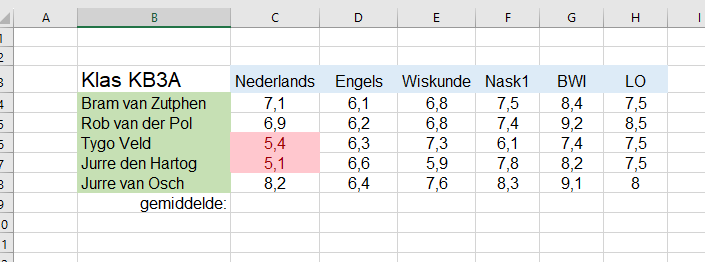 A B C D E F G H I
1
2
3 Klas KB3A Nederlands Engels Wiskunde Nask1 BWI LO
4 Bram van Zutphen 7,1 6,1 6,8 7,5 8,4 7,5
5 Rob van der Pol 6,9 6,2 6,8 7,4 9,2 8,5
6 Tygo Veld 5,4 6,3 7,3 6,1 7,4 7,5
7 Jurre den Hartog 5,1 6,6 5,9 7,8 8,2 7,5
8 Jurre van Osch 8,2 6,4 7,6 8,3 9,1 8
9 gemiddelde:
0
1
2